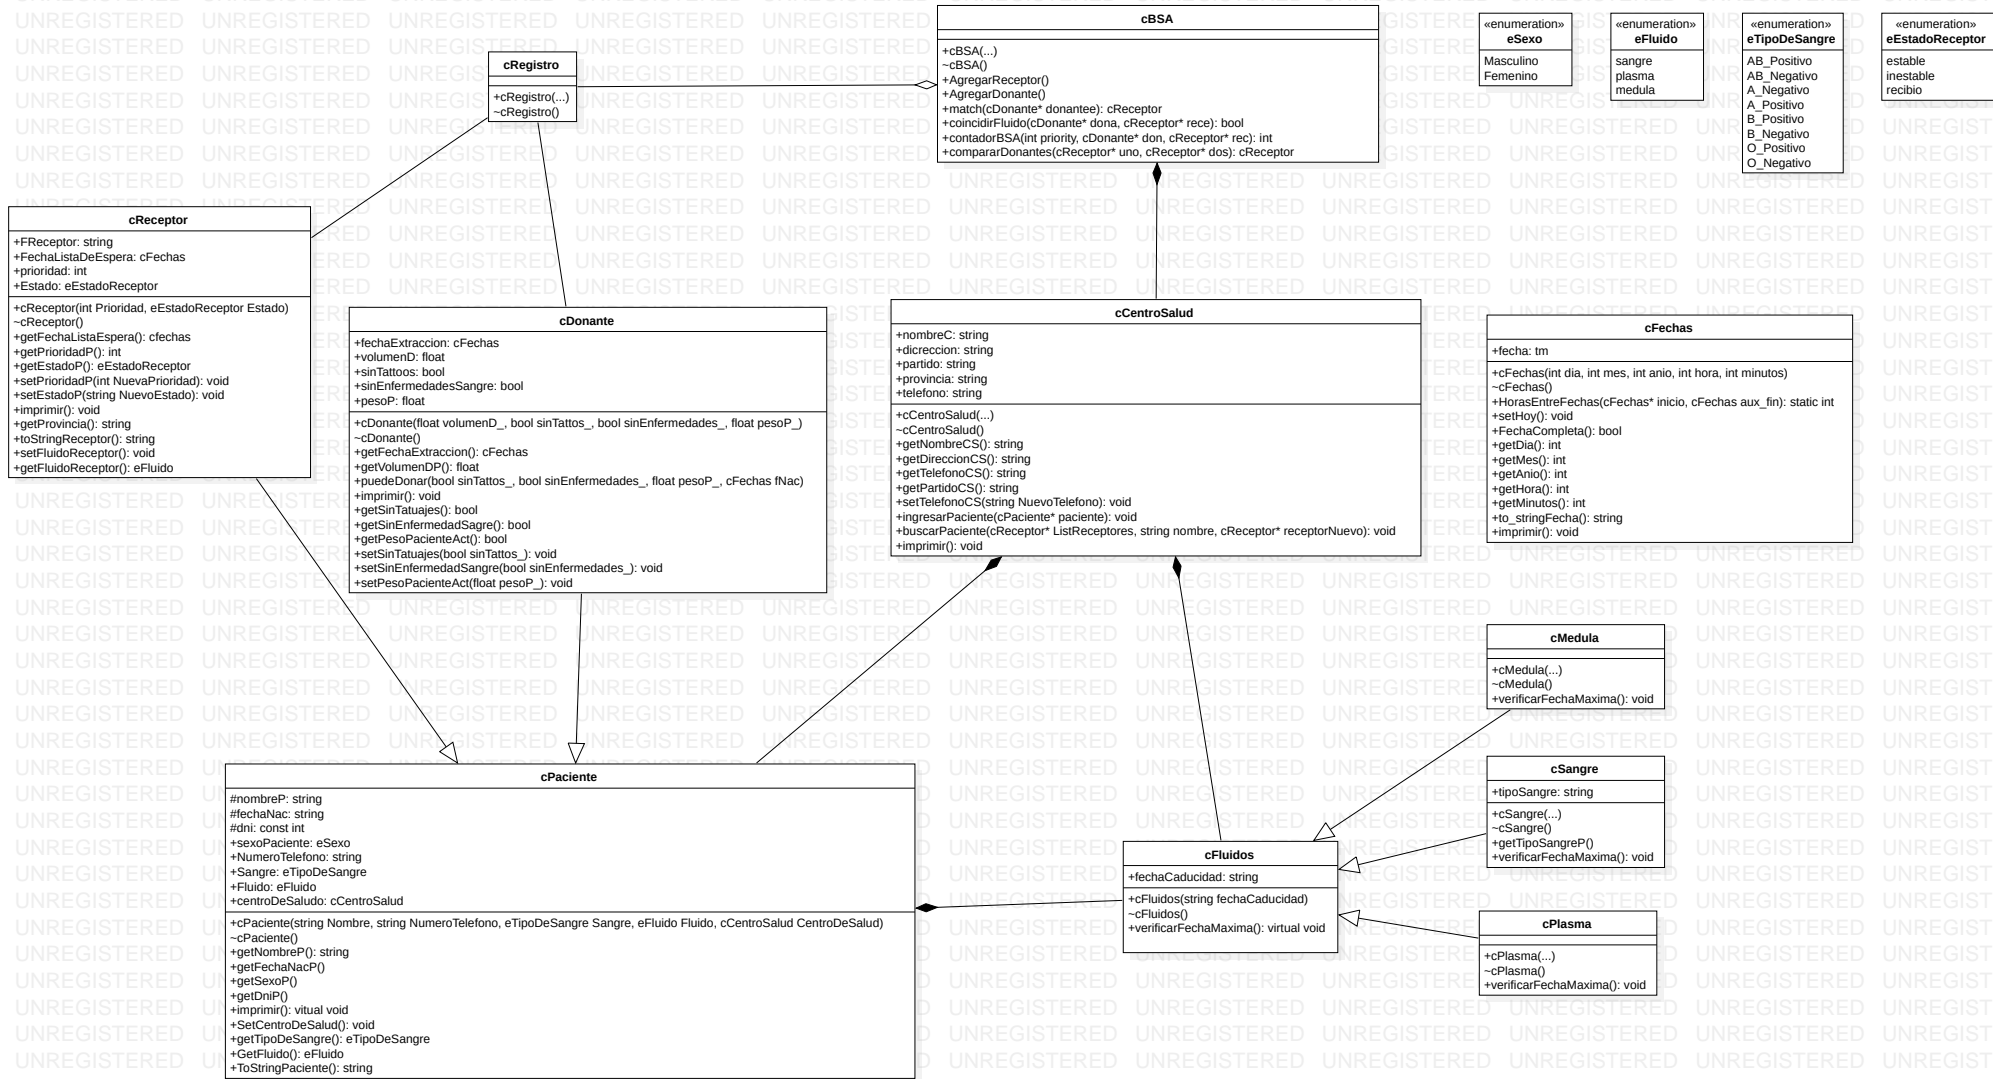 cBSA
+cBSA(...)
~cBSA()
+AgregarReceptor()
+AgregarDonante()
+match(cDonante* donantee): cReceptor
+coincidirFluido(cDonante* dona, cReceptor* rece): bool
+contadorBSA(int priority, cDonante* don, cReceptor* rec): int
+compararDonantes(cReceptor* uno, cReceptor* dos): cReceptor
«enumeration»
eSexo
Masculino
Femenino
«enumeration»
eFluido
sangre
plasma
medula
«enumeration»
eTipoDeSangre
AB_Positivo
AB_Negativo
A_Negativo
A_Positivo
B_Positivo
B_Negativo
O_Positivo
O_Negativo
«enumeration»
eEstadoReceptor
estable
inestable
recibio
cRegistro
+cRegistro(...)
~cRegistro()
cReceptor
+FReceptor: string
+FechaListaDeEspera: cFechas
+prioridad: int
+Estado: eEstadoReceptor
+cReceptor(int Prioridad, eEstadoReceptor Estado)
~cReceptor()
+getFechaListaEspera(): cfechas
+getPrioridadP(): int
+getEstadoP(): eEstadoReceptor
+setPrioridadP(int NuevaPrioridad): void
+setEstadoP(string NuevoEstado): void
+imprimir(): void
+getProvincia(): string
+toStringReceptor(): string
+setFluidoReceptor(): void
+getFluidoReceptor(): eFluido
cDonante
+fechaExtraccion: cFechas
+volumenD: float
+sinTattoos: bool
+sinEnfermedadesSangre: bool
+pesoP: float
+cDonante(float volumenD_, bool sinTattos_, bool sinEnfermedades_, float pesoP_)
~cDonante()
+getFechaExtraccion(): cFechas
+getVolumenDP(): float
+puedeDonar(bool sinTattos_, bool sinEnfermedades_, float pesoP_, cFechas fNac)
+imprimir(): void
+getSinTatuajes(): bool
+getSinEnfermedadSagre(): bool
+getPesoPacienteAct(): bool
+setSinTatuajes(bool sinTattos_): void
+setSinEnfermedadSangre(bool sinEnfermedades_): void
+setPesoPacienteAct(float pesoP_): void
cCentroSalud
+nombreC: string
+dicreccion: string
+partido: string
+provincia: string
+telefono: string
+cCentroSalud(...)
~cCentroSalud()
+getNombreCS(): string
+getDireccionCS(): string
+getTelefonoCS(): string
+getPartidoCS(): string
+setTelefonoCS(string NuevoTelefono): void
+ingresarPaciente(cPaciente* paciente): void
+buscarPaciente(cReceptor* ListReceptores, string nombre, cReceptor* receptorNuevo): void
+imprimir(): void
cFechas
+fecha: tm
+cFechas(int dia, int mes, int anio, int hora, int minutos)
~cFechas()
+HorasEntreFechas(cFechas* inicio, cFechas aux_fin): static int
+setHoy(): void
+FechaCompleta(): bool
+getDia(): int
+getMes(): int
+getAnio(): int
+getHora(): int
+getMinutos(): int
+to_stringFecha(): string
+imprimir(): void
cMedula
+cMedula(...)
~cMedula()
+verificarFechaMaxima(): void
cSangre
+tipoSangre: string
+cSangre(...)
~cSangre()
+getTipoSangreP()
+verificarFechaMaxima(): void
cPaciente
#nombreP: string
#fechaNac: string
#dni: const int
+sexoPaciente: eSexo
+NumeroTelefono: string
+Sangre: eTipoDeSangre
+Fluido: eFluido
+centroDeSaludo: cCentroSalud
+cPaciente(string Nombre, string NumeroTelefono, eTipoDeSangre Sangre, eFluido Fluido, cCentroSalud CentroDeSalud)
~cPaciente()
+getNombreP(): string
+getFechaNacP()
+getSexoP()
+getDniP()
+imprimir(): vitual void
+SetCentroDeSalud(): void
+getTipoDeSangre(): eTipoDeSangre
+GetFluido(): eFluido
+ToStringPaciente(): string
cFluidos
+fechaCaducidad: string
+cFluidos(string fechaCaducidad)
~cFluidos()
+verificarFechaMaxima(): virtual void
cPlasma
+cPlasma(...)
~cPlasma()
+verificarFechaMaxima(): void
UNREGISTERED